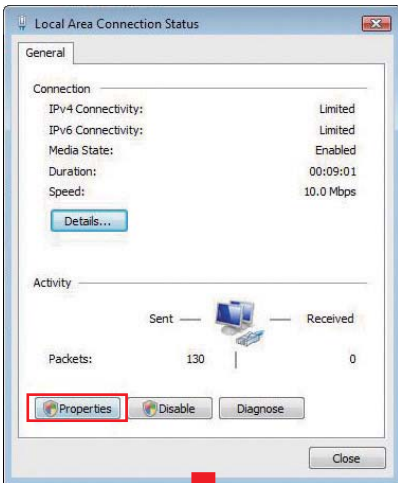 Local Area Connection Status
General
Connection
IPv4 Connectivity: Limited
IPv6 Connectivity: Limited
Media State: Enabled
Duration: 00:09:01
Speed: 10.0 Mbps
Details...
Activity
Sent — — Received
Packets: 130 | 0
Properties Disable Diagnose
Close